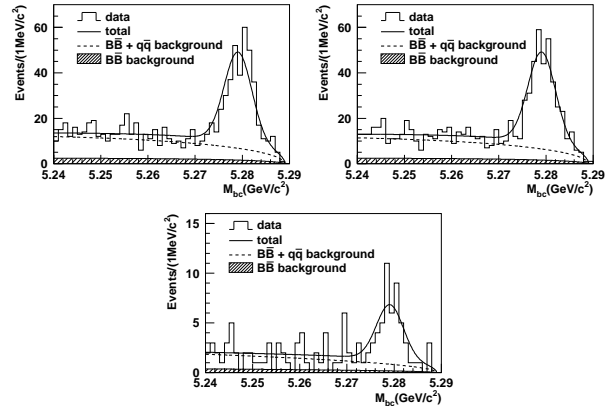 Events/(1MeV/c²)
60
40
20
0
data
total
BB̄ + qq̄ background
BB̄ background
5.24 5.25 5.26 5.27 5.28 5.29
M_bc(GeV/c²)
Events/(1MeV/c²)
60
40
20
0
data
total
BB̄ + qq̄ background
BB̄ background
5.24 5.25 5.26 5.27 5.28 5.29
M_bc(GeV/c²)
Events/(1MeV/c²)
15
10
5
0
data
total
BB̄ + qq̄ background
BB̄ background
5.24 5.25 5.26 5.27 5.28 5.29
M_bc(GeV/c²)